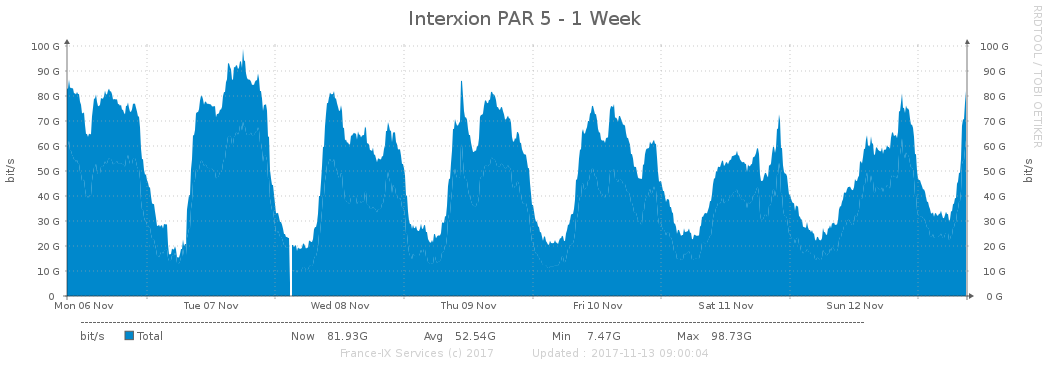 Interxion PAR 5 - 1 Week
RRDTOOL / TOBI OETIKER
100 G 100 G
90 G 90 G
80 G 80 G
70 G 70 G
60 G 60 G
50 G 50 G
40 G 40 G
30 G 30 G
20 G 20 G
10 G 10 G
0 0 G
bit/s bit/s
Mon 06 Nov Tue 07 Nov Wed 08 Nov Thu 09 Nov Fri 10 Nov Sat 11 Nov Sun 12 Nov
bit/s Total Now 81.93G Avg 52.54G Min 7.47G Max 98.73G
France-IX Services (c) 2017 Updated : 2017-11-13 09:00:04